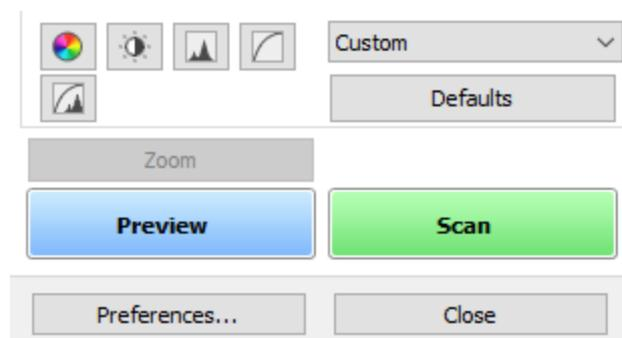 Custom
Defaults
Zoom
Preview
Scan
Preferences...
Close